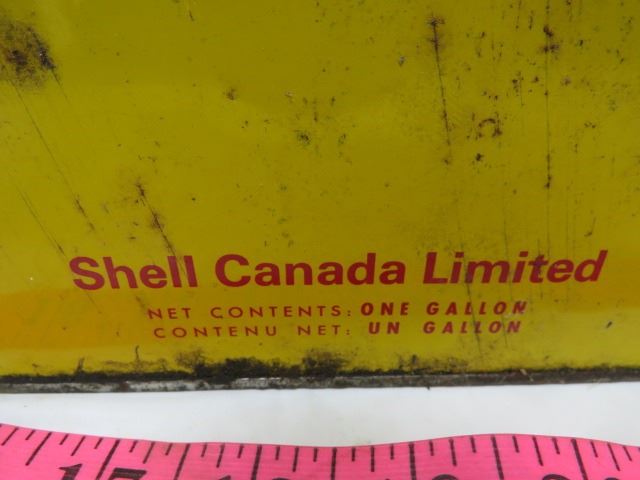 Shell Canada Limited
NET CONTENTS: ONE GALLON
CONTENU NET: UN GALLON